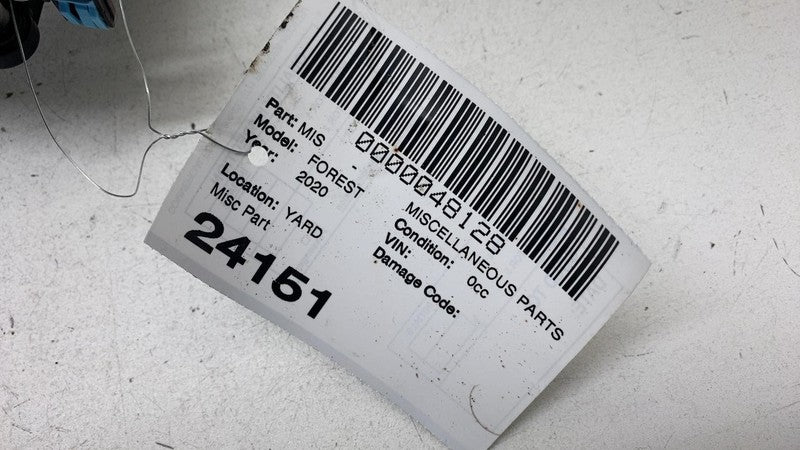 0000048128
Part: MIS - MISCELLANEOUS PARTS
Model: FOREST Condition: 0cc
Year: 2020 VIN:
Damage Code:
Location: YARD
Misc Part
24151